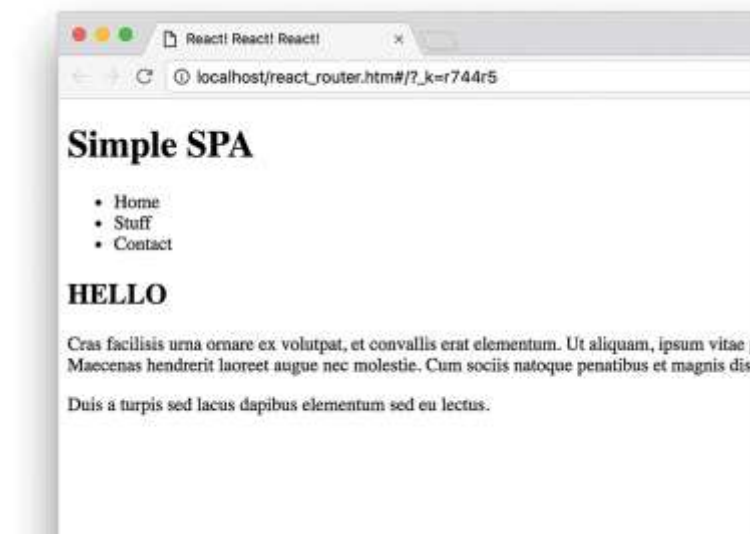 React! React! React!
localhost/react_router.htm#/?_k=r744r5
Simple SPA
Home
Stuff
Contact
HELLO
Cras facilisis urna ornare ex volutpat, et convallis erat elementum. Ut aliquam, ipsum vitae
Maecenas hendrerit laoreet augue nec molestie. Cum sociis natoque penatibus et magnis dis
Duis a turpis sed lacus dapibus elementum sed eu lectus.